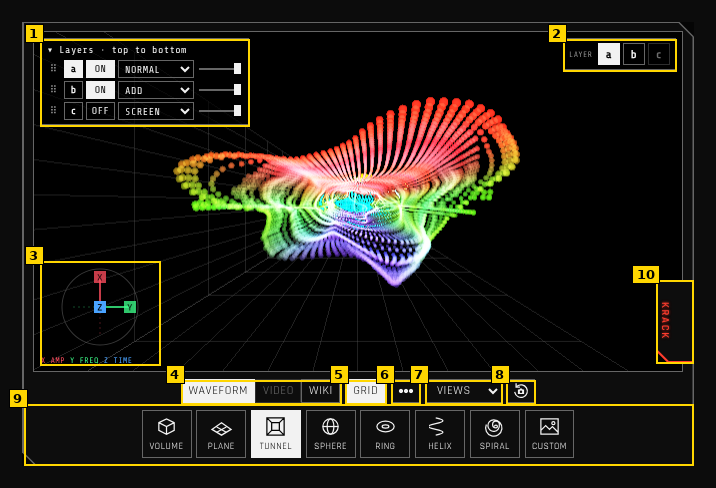 1
2
▼ Layers · top to bottom
a ON NORMAL
b ON ADD
c OFF SCREEN
LAYER a b c
3
X
Z Y
X AMP Y FREQ Z TIME
10
KRACK
4 5 6 7 8
WAVEFORM VIDEO WIKI GRID ••• VIEWS
9
VOLUME PLANE TUNNEL SPHERE RING HELIX SPIRAL CUSTOM